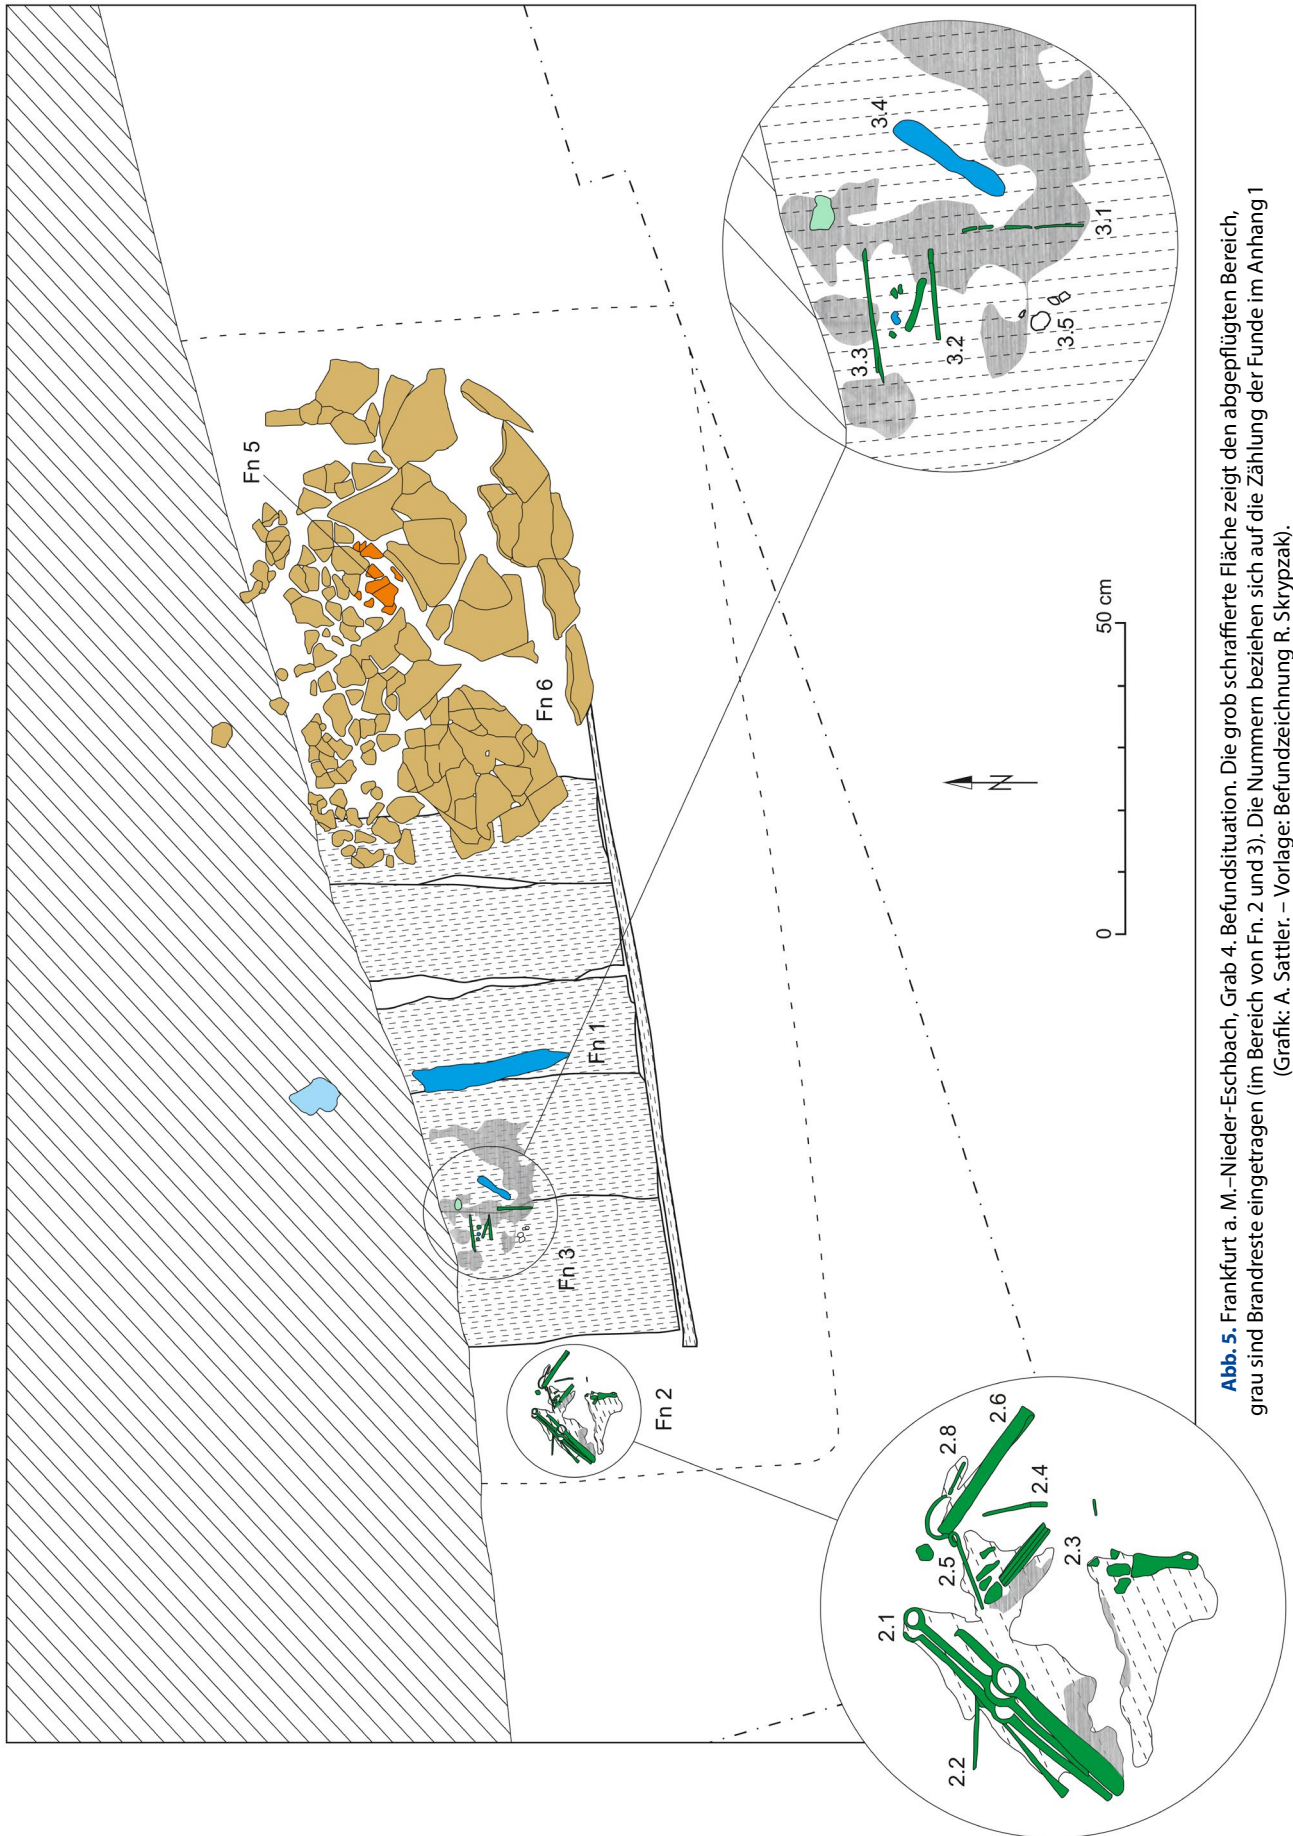 Fn 5
Fn 6
Fn 1
Fn 3
Fn 2
3.4
3.1
3.3
3.2
3.5
2.6
2.8
2.4
2.5
2.3
2.1
2.2
N
0
50 cm
Abb. 5. Frankfurt a. M.–Nieder-Eschbach, Grab 4. Befundsituation. Die grob schraffierte Fläche zeigt den abgepflügten Bereich,
grau sind Brandreste eingetragen (im Bereich von Fn. 2 und 3). Die Nummern beziehen sich auf die Zählung der Funde im Anhang 1
(Grafik: A. Sattler. – Vorlage: Befundzeichnung R. Skrypzak).